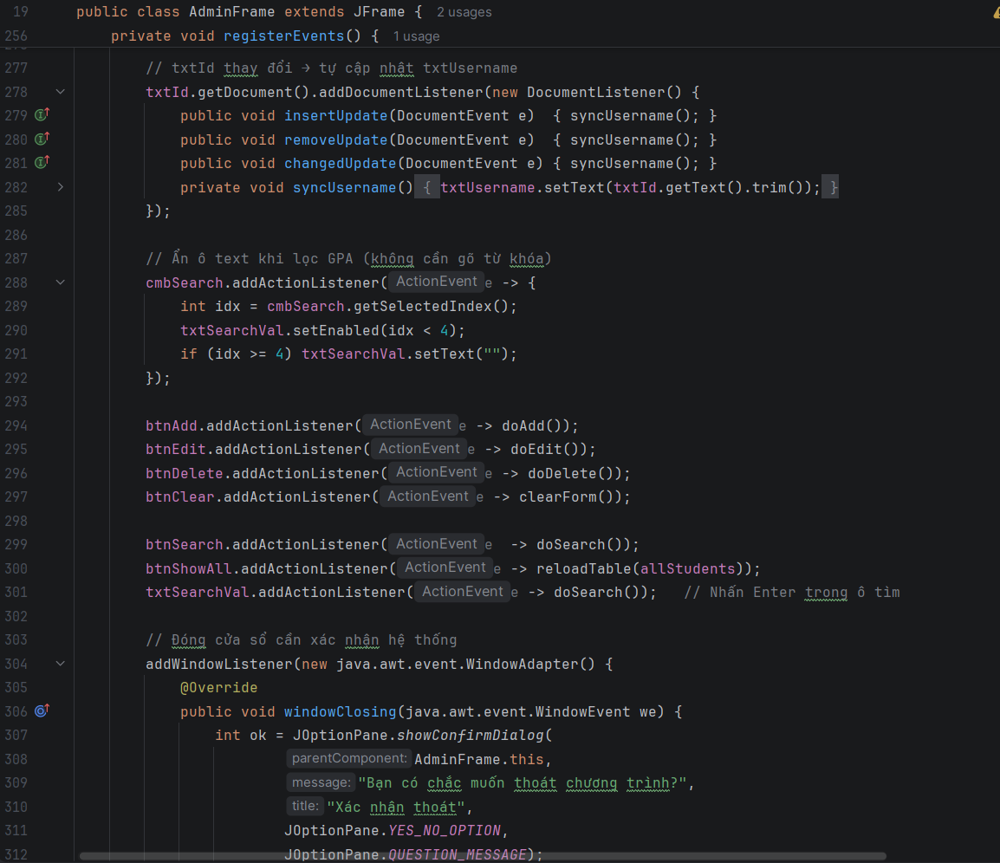 19 public class AdminFrame extends JFrame { 2 usages
256 private void registerEvents() { 1 usage
277 // txtId thay đổi → tự cập nhật txtUsername
278 txtId.getDocument().addDocumentListener(new DocumentListener() {
279 public void insertUpdate(DocumentEvent e)  { syncUsername(); }
280 public void removeUpdate(DocumentEvent e)  { syncUsername(); }
281 public void changedUpdate(DocumentEvent e) { syncUsername(); }
282 private void syncUsername() { txtUsername.setText(txtId.getText().trim()); }
285 });
286
287 // Ẩn ô text khi lọc GPA (không cần gõ từ khóa)
288 cmbSearch.addActionListener( ActionEvent e -> {
289 int idx = cmbSearch.getSelectedIndex();
290 txtSearchVal.setEnabled(idx < 4);
291 if (idx >= 4) txtSearchVal.setText("");
292 });
293
294 btnAdd.addActionListener( ActionEvent e -> doAdd());
295 btnEdit.addActionListener( ActionEvent e -> doEdit());
296 btnDelete.addActionListener( ActionEvent e -> doDelete());
297 btnClear.addActionListener( ActionEvent e -> clearForm());
298
299 btnSearch.addActionListener( ActionEvent e  -> doSearch());
300 btnShowAll.addActionListener( ActionEvent e -> reloadTable(allStudents));
301 txtSearchVal.addActionListener( ActionEvent e -> doSearch());   // Nhấn Enter trong ô tìm
302
303 // Đóng cửa sổ cần xác nhận hệ thống
304 addWindowListener(new java.awt.event.WindowAdapter() {
305 @Override
306 public void windowClosing(java.awt.event.WindowEvent we) {
307 int ok = JOptionPane.showConfirmDialog(
308 parentComponent: AdminFrame.this,
309 message: "Bạn có chắc muốn thoát chương trình?",
310 title: "Xác nhận thoát",
311 JOptionPane.YES_NO_OPTION,
312 JOptionPane.QUESTION_MESSAGE);